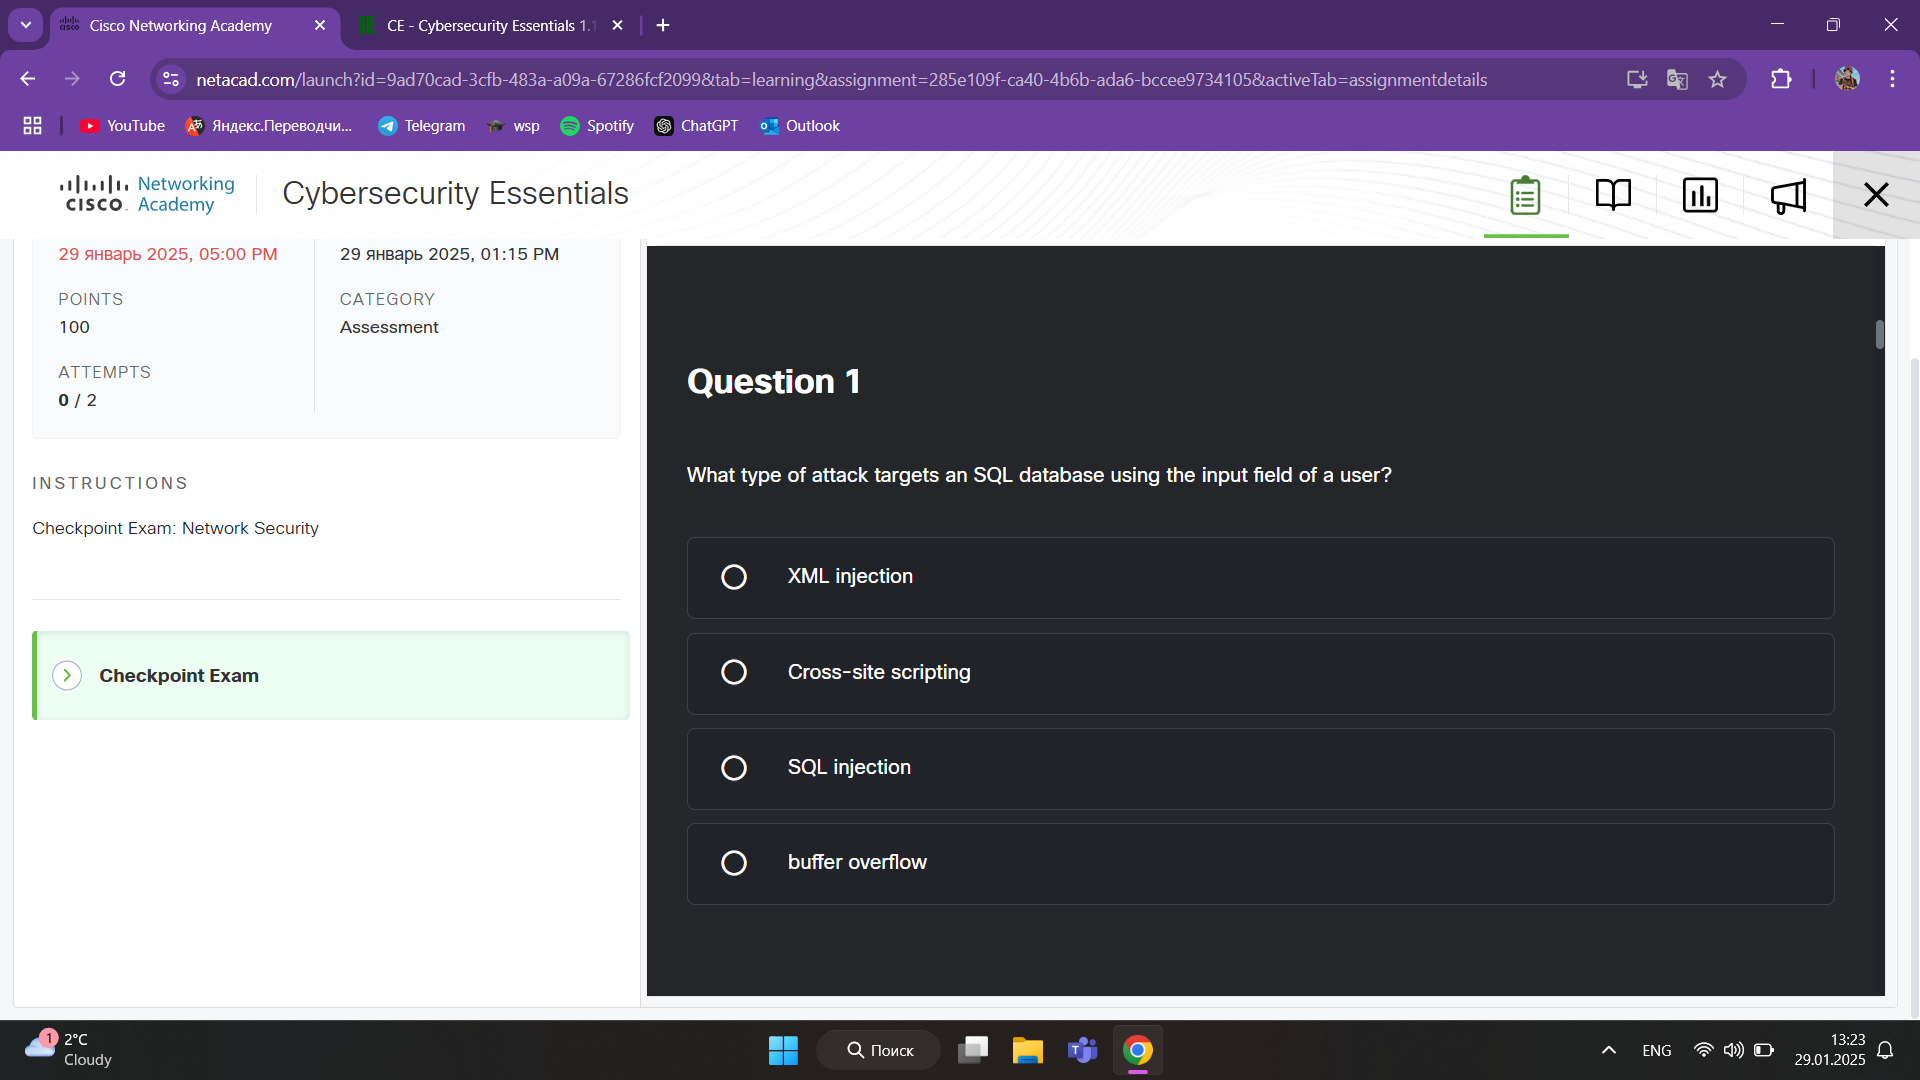 Cisco Networking Academy
CE - Cybersecurity Essentials 1.1
netacad.com/launch?id=9ad70cad-3cfb-483a-a09a-67286fcf2099&tab=learning&assignment=285e109f-ca40-4b6b-ada6-bccee9734105&activeTab=assignmentdetails
YouTube
Яндекс.Переводчи...
Telegram
wsp
Spotify
ChatGPT
Outlook
Networking
CISCO Academy
Cybersecurity Essentials
29 январь 2025, 05:00 PM
29 январь 2025, 01:15 PM
POINTS
100
CATEGORY
Assessment
ATTEMPTS
0 / 2
INSTRUCTIONS
Checkpoint Exam: Network Security
Checkpoint Exam
Question 1
What type of attack targets an SQL database using the input field of a user?
XML injection
Cross-site scripting
SQL injection
buffer overflow
1
2°C
Cloudy
Поиск
ENG
13:23
29.01.2025